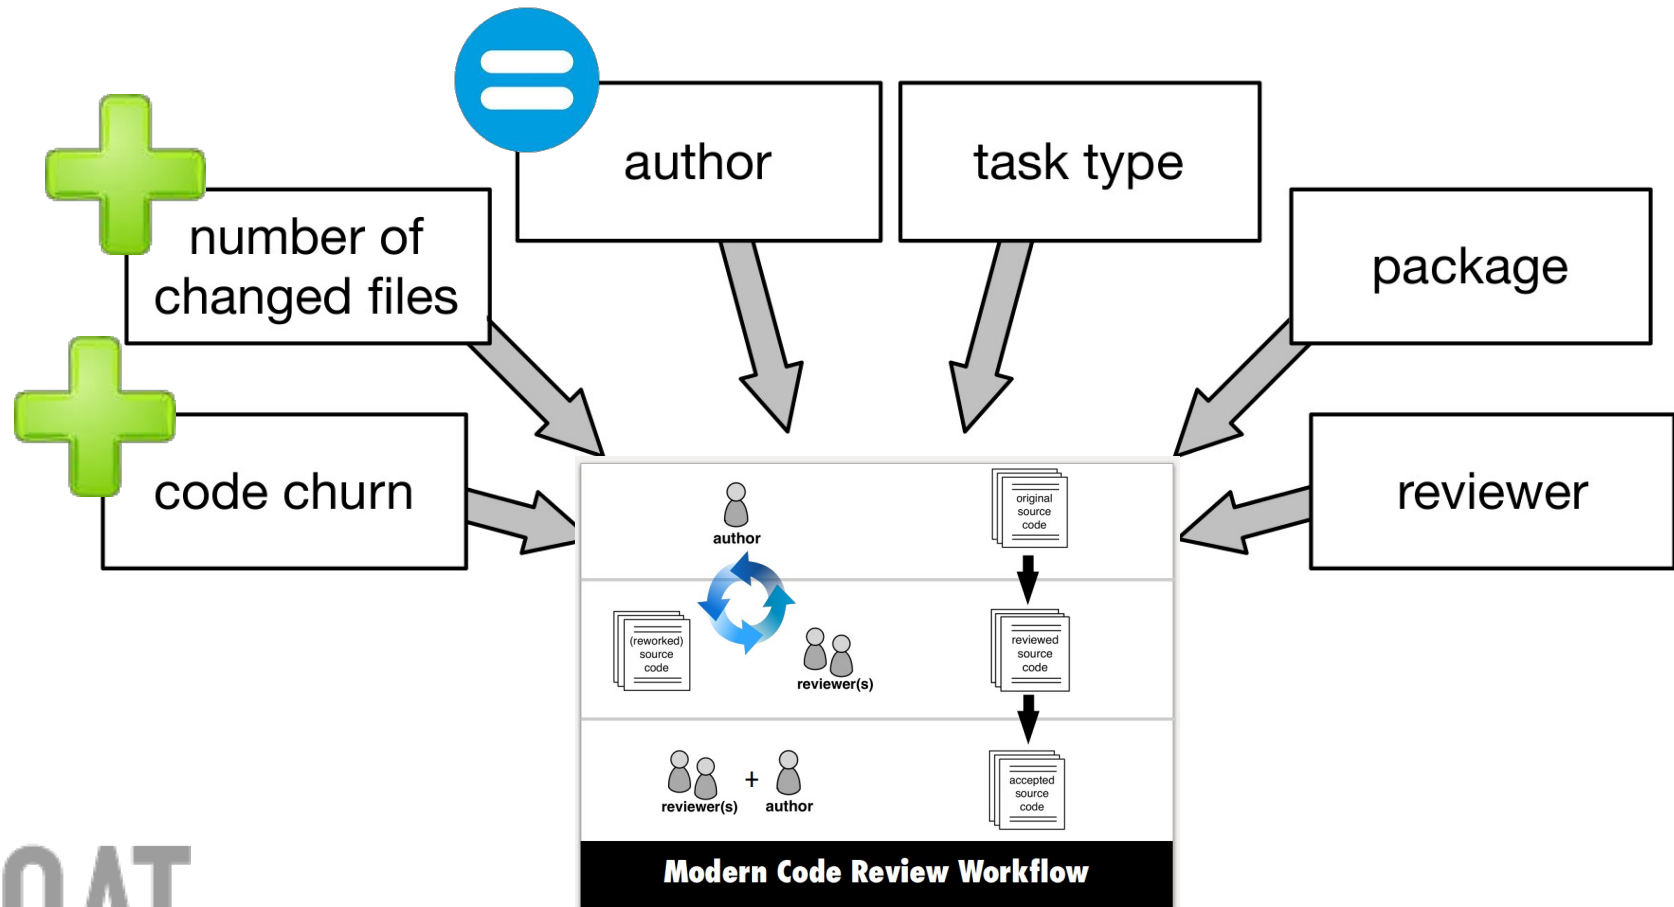 author
task type
number of
changed files
package
code churn
reviewer
author
original
source
code
(reworked)
source
code
reviewer(s)
reviewed
source
code
reviewer(s)
+
author
accepted
source
code
Modern Code Review Workflow